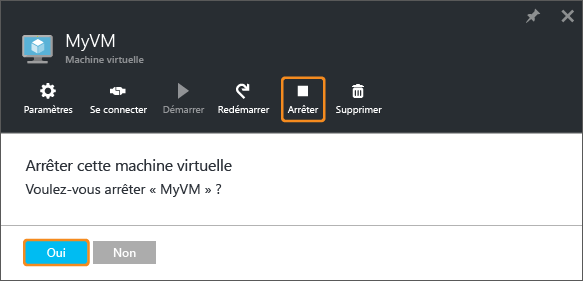 MyVM
Machine virtuelle
Paramètres Se connecter Démarrer Redémarrer Arrêter Supprimer
Arrêter cette machine virtuelle
Voulez-vous arrêter « MyVM » ?
Oui Non